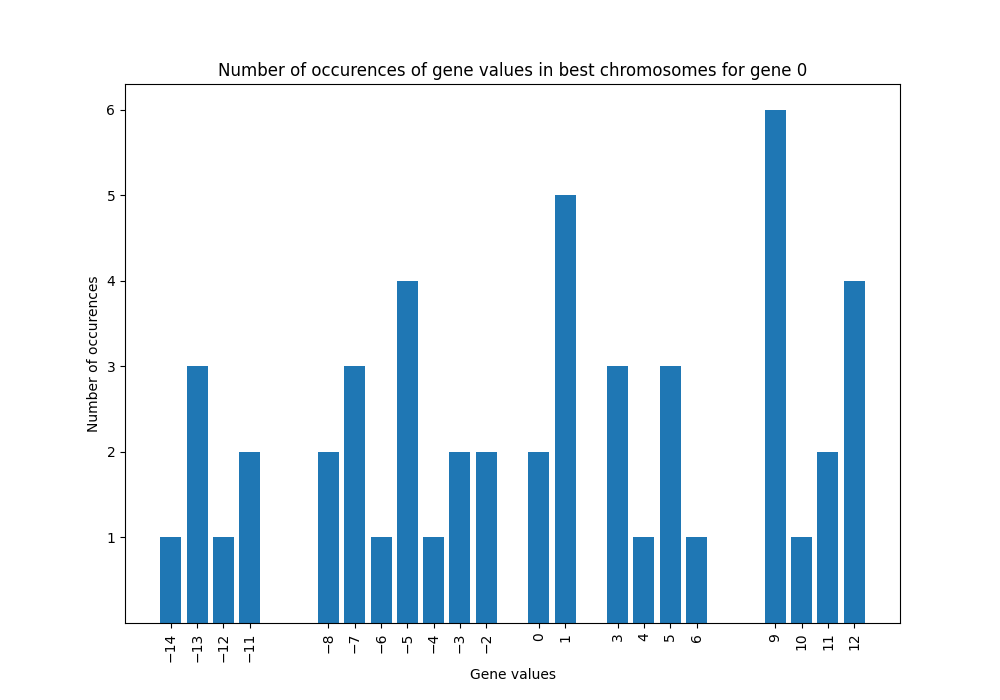 Number of occurences of gene values in best chromosomes for gene 0
6
5
4
3
2
1
Number of occurences
−14 −13 −12 −11 −8 −7 −6 −5 −4 −3 −2 0 1 3 4 5 6 9 10 11 12
Gene values